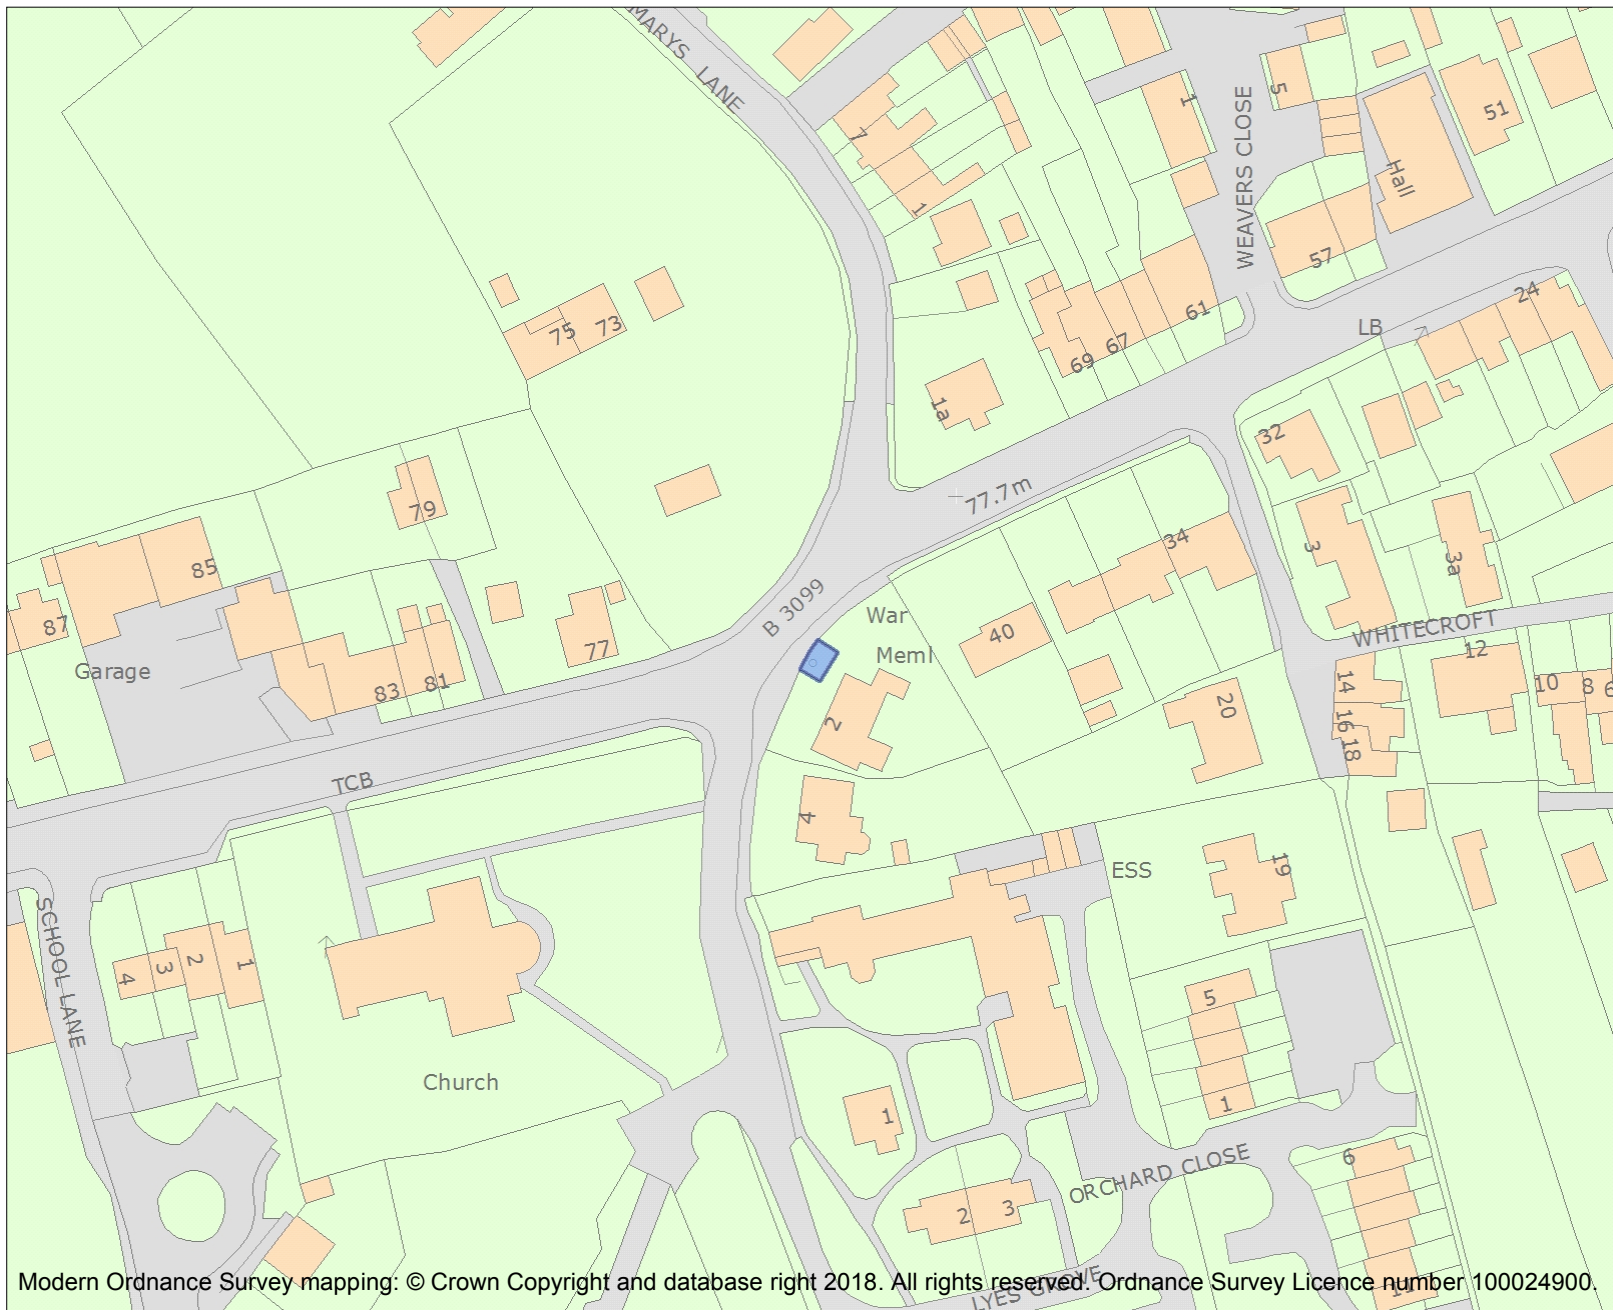 MARYS LANE
7
1
1
WEAVERS CLOSE
5
Hall
51
57
61
67
69
1a
LB
24
75
73
32
77.7m
79
85
87
Garage
83
81
77
B 3099
War
Meml
40
34
3
3a
WHITECROFT
12
10
8
6
14
16
18
20
2
4
TCB
ESS
19
SCHOOL LANE
4
3
2
1
Church
5
1
1
ORCHARD CLOSE
6
2
3
LYES GROVE
11
Modern Ordnance Survey mapping: © Crown Copyright and database right 2018. All rights reserved. Ordnance Survey Licence number 100024900.